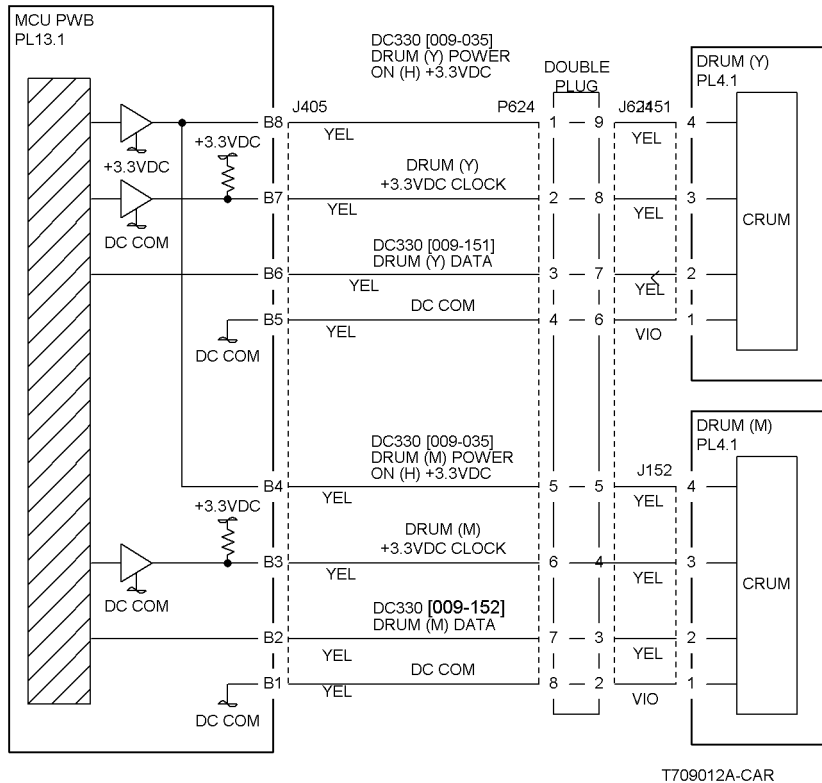 MCU PWB
PL13.1
DC330 [009-035]
DRUM (Y) POWER
ON (H) +3.3VDC
DOUBLE
PLUG
DRUM (Y)
PL4.1
B8
J405
P624
1
9
J151
4
YEL
YEL
+3.3VDC
+3.3VDC
DRUM (Y)
+3.3VDC CLOCK
B7
2
8
3
YEL
YEL
CRUM
DC COM
DC330 [009-151]
DRUM (Y) DATA
B6
3
7
2
YEL
YEL
DC COM
B5
4
6
1
YEL
VIO
DC COM
DC330 [009-035]
DRUM (M) POWER
ON (H) +3.3VDC
DRUM (M)
PL4.1
J152
B4
5
5
4
YEL
YEL
+3.3VDC
DRUM (M)
+3.3VDC CLOCK
B3
6
4
3
YEL
YEL
CRUM
DC COM
DC330 [009-152]
DRUM (M) DATA
B2
7
3
2
YEL
YEL
DC COM
B1
8
2
1
YEL
VIO
DC COM
T709012A-CAR